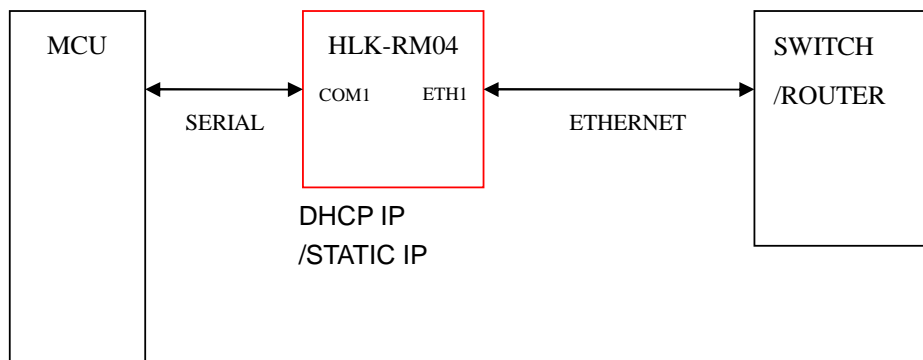 MCU
HLK-RM04
SWITCH
/ROUTER
COM1
ETH1
SERIAL
ETHERNET
DHCP IP
/STATIC IP